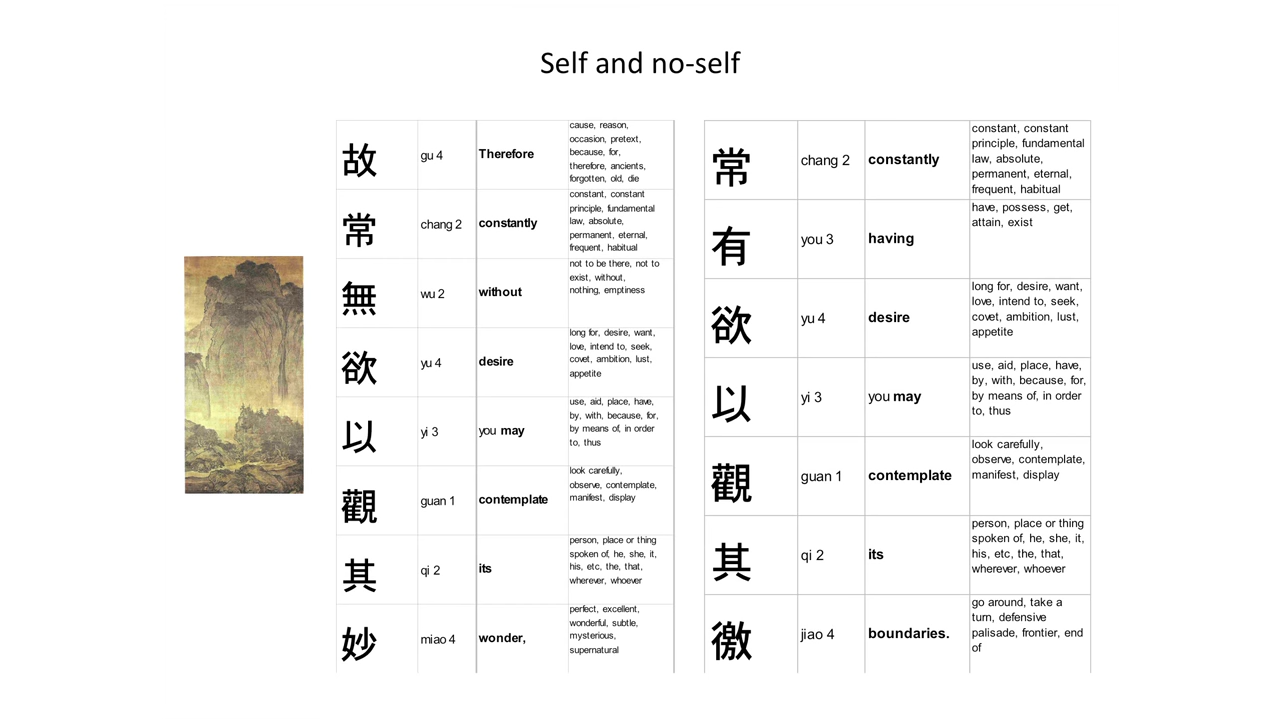 Self and no-self
故 gu 4 Therefore cause, reason,
occasion, pretext,
because, for,
therefore, ancients,
forgotten, old, die
常 chang 2 constantly constant, constant
principle, fundamental
law, absolute,
permanent, eternal,
frequent, habitual
無 wu 2 without not to be there, not to
exist, without,
nothing, emptiness
欲 yu 4 desire long for, desire, want,
love, intend to, seek,
covet, ambition, lust,
appetite
以 yi 3 you may use, aid, place, have,
by, with, because, for,
by means of, in order
to, thus
觀 guan 1 contemplate look carefully,
observe, contemplate,
manifest, display
其 qi 2 its person, place or thing
spoken of, he, she, it,
his, etc, the, that,
wherever, whoever
妙 miao 4 wonder, perfect, excellent,
wonderful, subtle,
mysterious,
supernatural
常 chang 2 constantly constant, constant
principle, fundamental
law, absolute,
permanent, eternal,
frequent, habitual
有 you 3 having have, possess, get,
attain, exist
欲 yu 4 desire long for, desire, want,
love, intend to, seek,
covet, ambition, lust,
appetite
以 yi 3 you may use, aid, place, have,
by, with, because, for,
by means of, in order
to, thus
觀 guan 1 contemplate look carefully,
observe, contemplate,
manifest, display
其 qi 2 its person, place or thing
spoken of, he, she, it,
his, etc, the, that,
wherever, whoever
徼 jiao 4 boundaries. go around, take a
turn, defensive
palisade, frontier, end
of